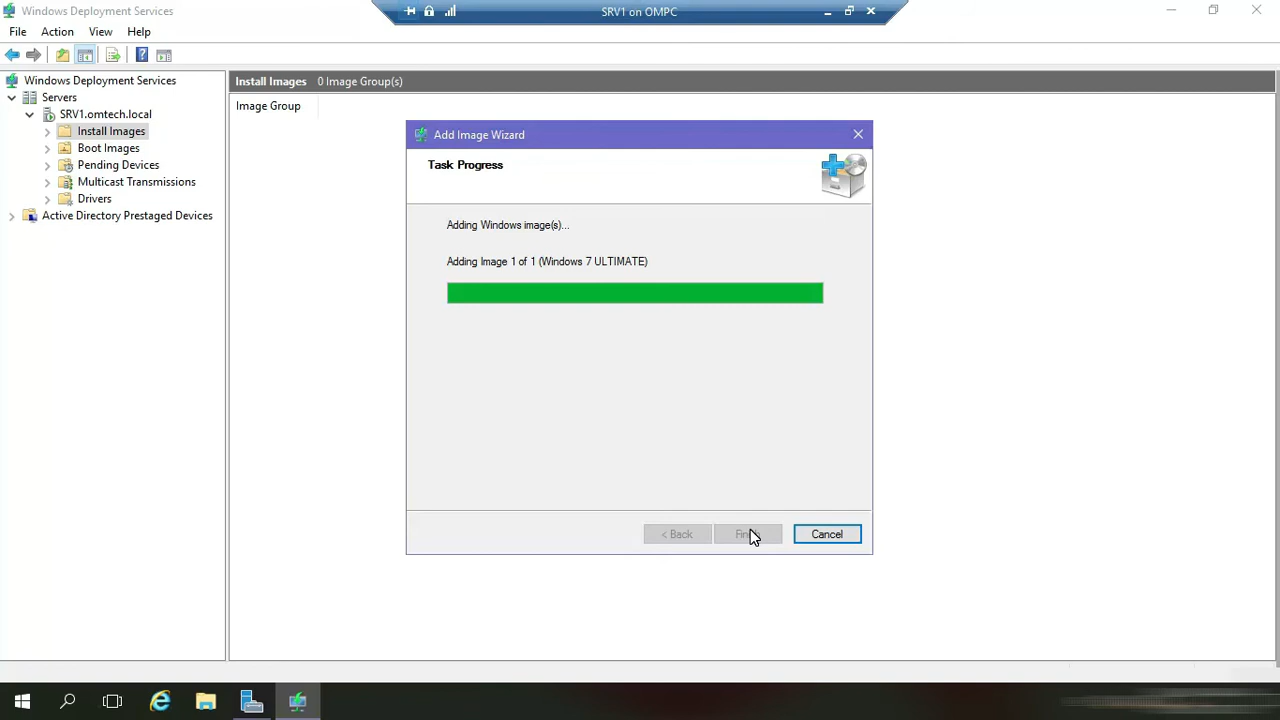 Windows Deployment Services
SRV1 on OMPC
File Action View Help
Windows Deployment Services
Servers
SRV1.omtech.local
Install Images
Boot Images
Pending Devices
Multicast Transmissions
Drivers
Active Directory Prestaged Devices
Install Images 0 Image Group(s)
Image Group
Add Image Wizard
Task Progress
Adding Windows image(s)...
Adding Image 1 of 1 (Windows 7 ULTIMATE)
< Back Cancel